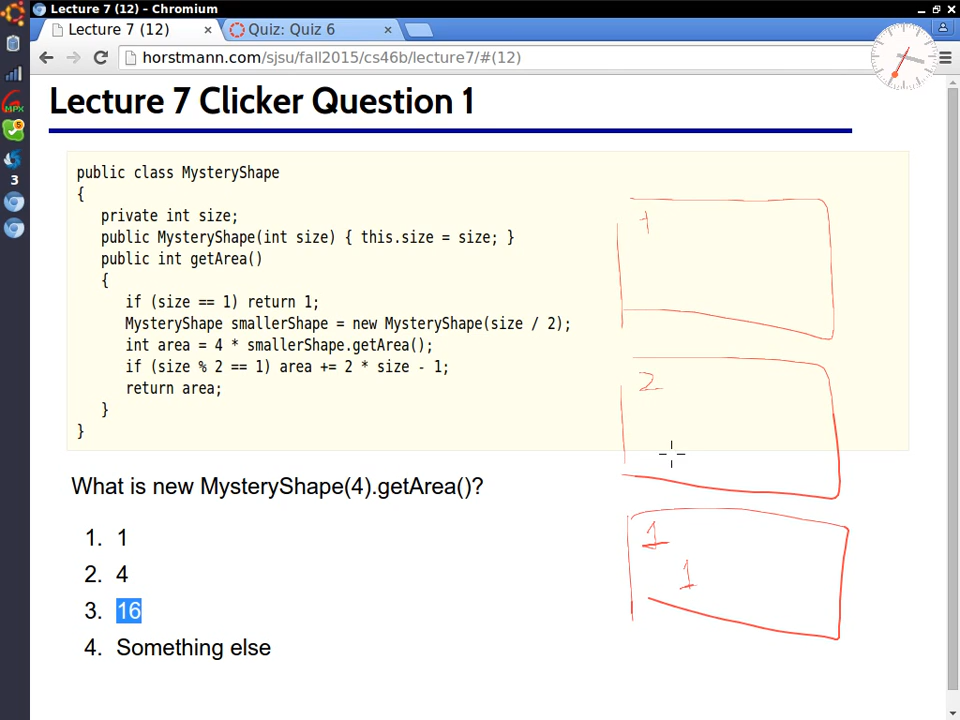 Lecture 7 (12) - Chromium
Lecture 7 (12)
Quiz: Quiz 6
horstmann.com/sjsu/fall2015/cs46b/lecture7/#(12)
MPX
5
3
Lecture 7 Clicker Question 1
public class MysteryShape
{
private int size;
public MysteryShape(int size) { this.size = size; }
public int getArea()
{
if (size == 1) return 1;
MysteryShape smallerShape = new MysteryShape(size / 2);
int area = 4 * smallerShape.getArea();
if (size % 2 == 1) area += 2 * size - 1;
return area;
}
}
2
1
1
What is new MysteryShape(4).getArea()?
1. 1
2. 4
3. 16
4. Something else